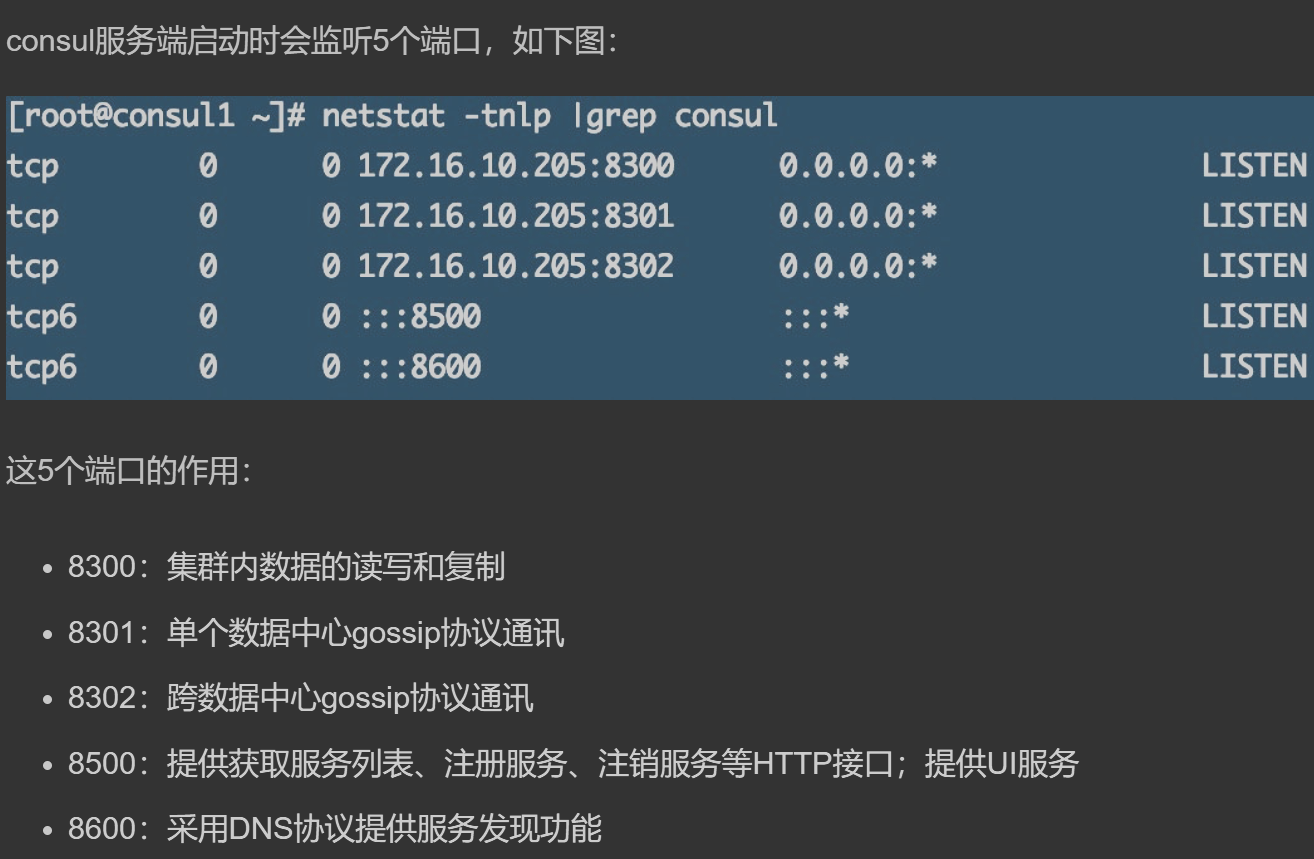 consul服务端启动时会监听5个端口，如下图：
[root@consul1 ~]# netstat -tnlp |grep consul
tcp 0 0 172.16.10.205:8300 0.0.0.0:* LISTEN
tcp 0 0 172.16.10.205:8301 0.0.0.0:* LISTEN
tcp 0 0 172.16.10.205:8302 0.0.0.0:* LISTEN
tcp6 0 0 :::8500 :::* LISTEN
tcp6 0 0 :::8600 :::* LISTEN
这5个端口的作用：
• 8300：集群内数据的读写和复制
• 8301：单个数据中心gossip协议通讯
• 8302：跨数据中心gossip协议通讯
• 8500：提供获取服务列表、注册服务、注销服务等HTTP接口；提供UI服务
• 8600：采用DNS协议提供服务发现功能